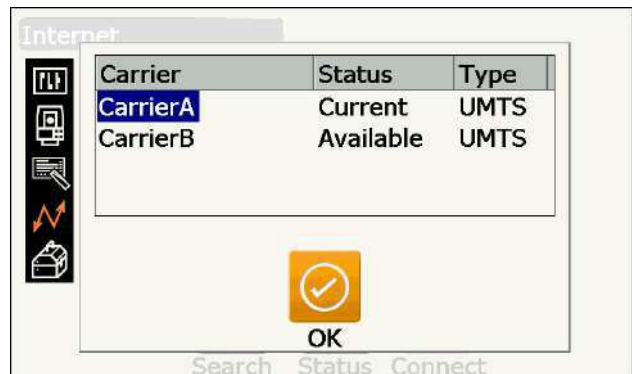 Internet
Carrier Status Type
CarrierA Current UMTS
CarrierB Available UMTS
OK
Search Status Connect